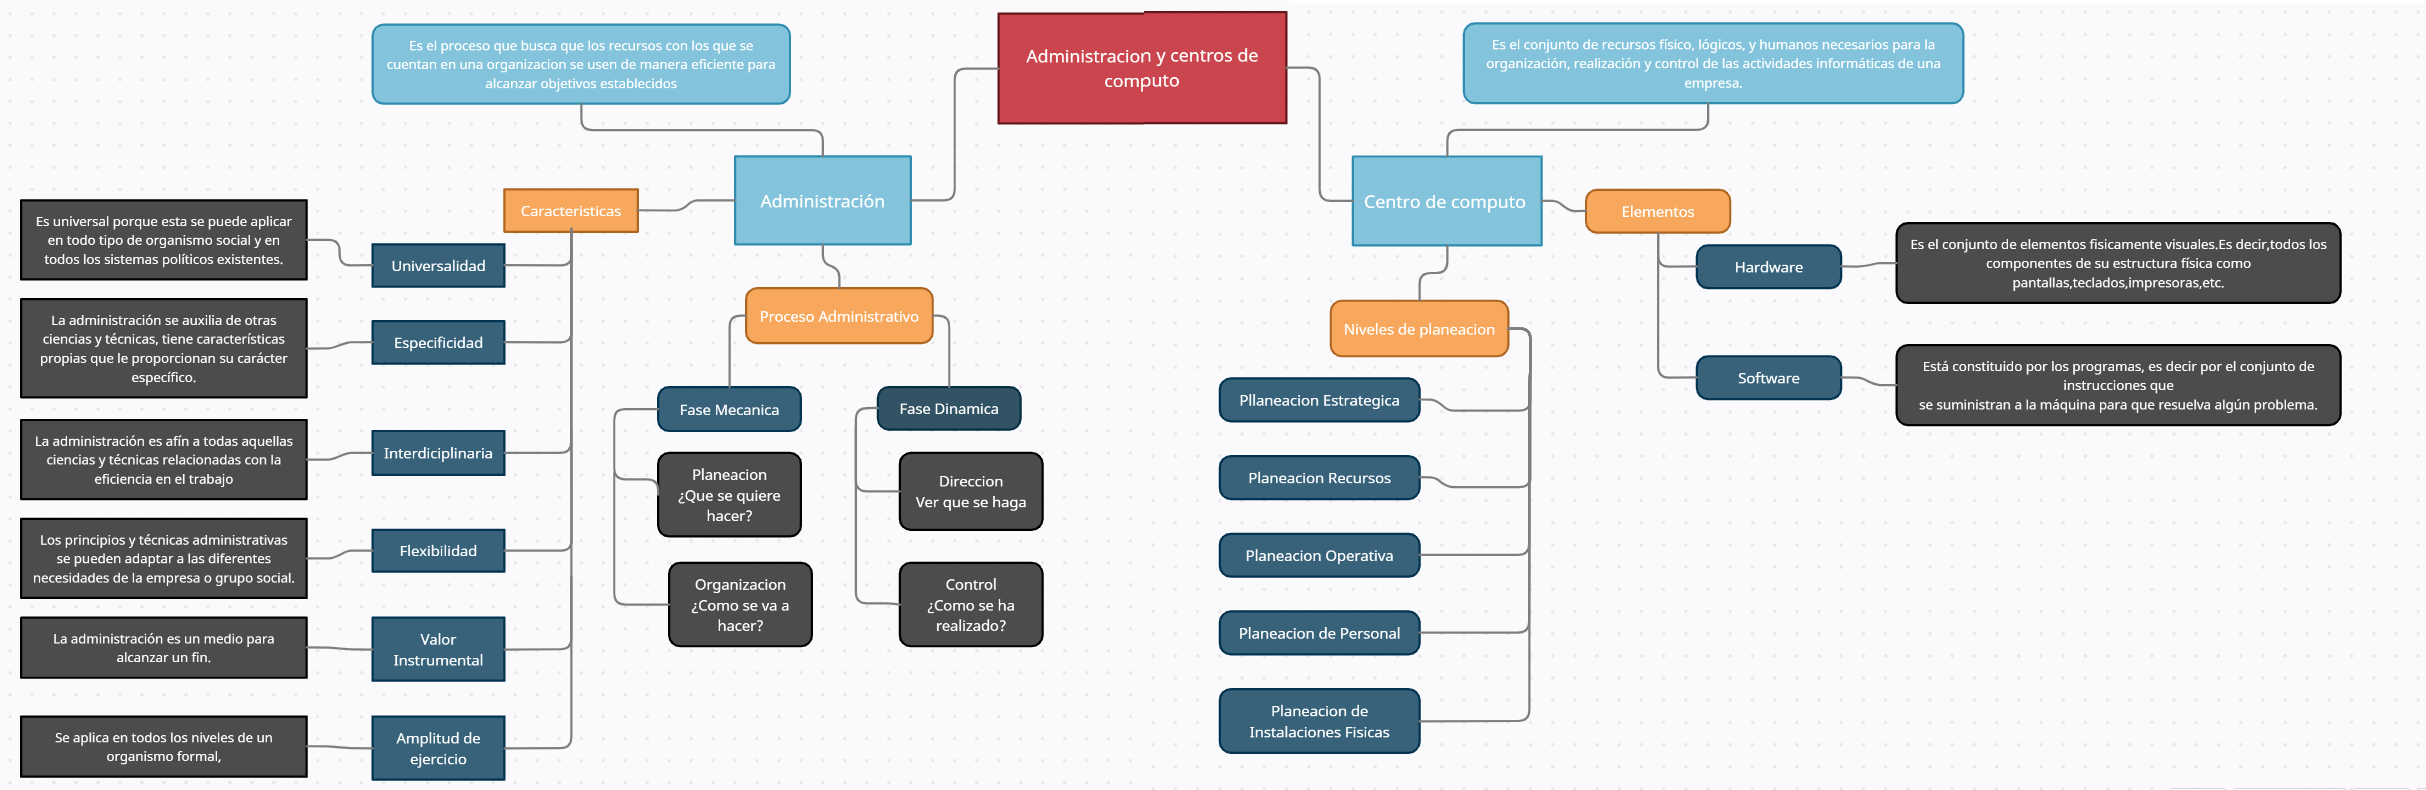 Administracion y centros de
computo
Es el proceso que busca que los recursos con los que se
cuentan en una organizacion se usen de manera eficiente para
alcanzar objetivos establecidos
Administración
Caracteristicas
Universalidad
Es universal porque esta se puede aplicar
en todo tipo de organismo social y en
todos los sistemas políticos existentes.
Especificidad
La administración se auxilia de otras
ciencias y técnicas, tiene características
propias que le proporcionan su carácter
específico.
Interdiciplinaria
La administración es afín a todas aquellas
ciencias y técnicas relacionadas con la
eficiencia en el trabajo
Flexibilidad
Los principios y técnicas administrativas
se pueden adaptar a las diferentes
necesidades de la empresa o grupo social.
Valor
Instrumental
La administración es un medio para
alcanzar un fin.
Amplitud de
ejercicio
Se aplica en todos los niveles de un
organismo formal,
Proceso Administrativo
Fase Mecanica
Planeacion
¿Que se quiere
hacer?
Organizacion
¿Como se va a
hacer?
Fase Dinamica
Direccion
Ver que se haga
Control
¿Como se ha
realizado?
Es el conjunto de recursos físico, lógicos, y humanos necesarios para la
organización, realización y control de las actividades informáticas de una
empresa.
Centro de computo
Niveles de planeacion
Pllaneacion Estrategica
Planeacion Recursos
Planeacion Operativa
Planeacion de Personal
Planeacion de
Instalaciones Fisicas
Elementos
Hardware
Es el conjunto de elementos fisicamente visuales.Es decir,todos los
componentes de su estructura física como
pantallas,teclados,impresoras,etc.
Software
Está constituido por los programas, es decir por el conjunto de
instrucciones que
se suministran a la máquina para que resuelva algún problema.